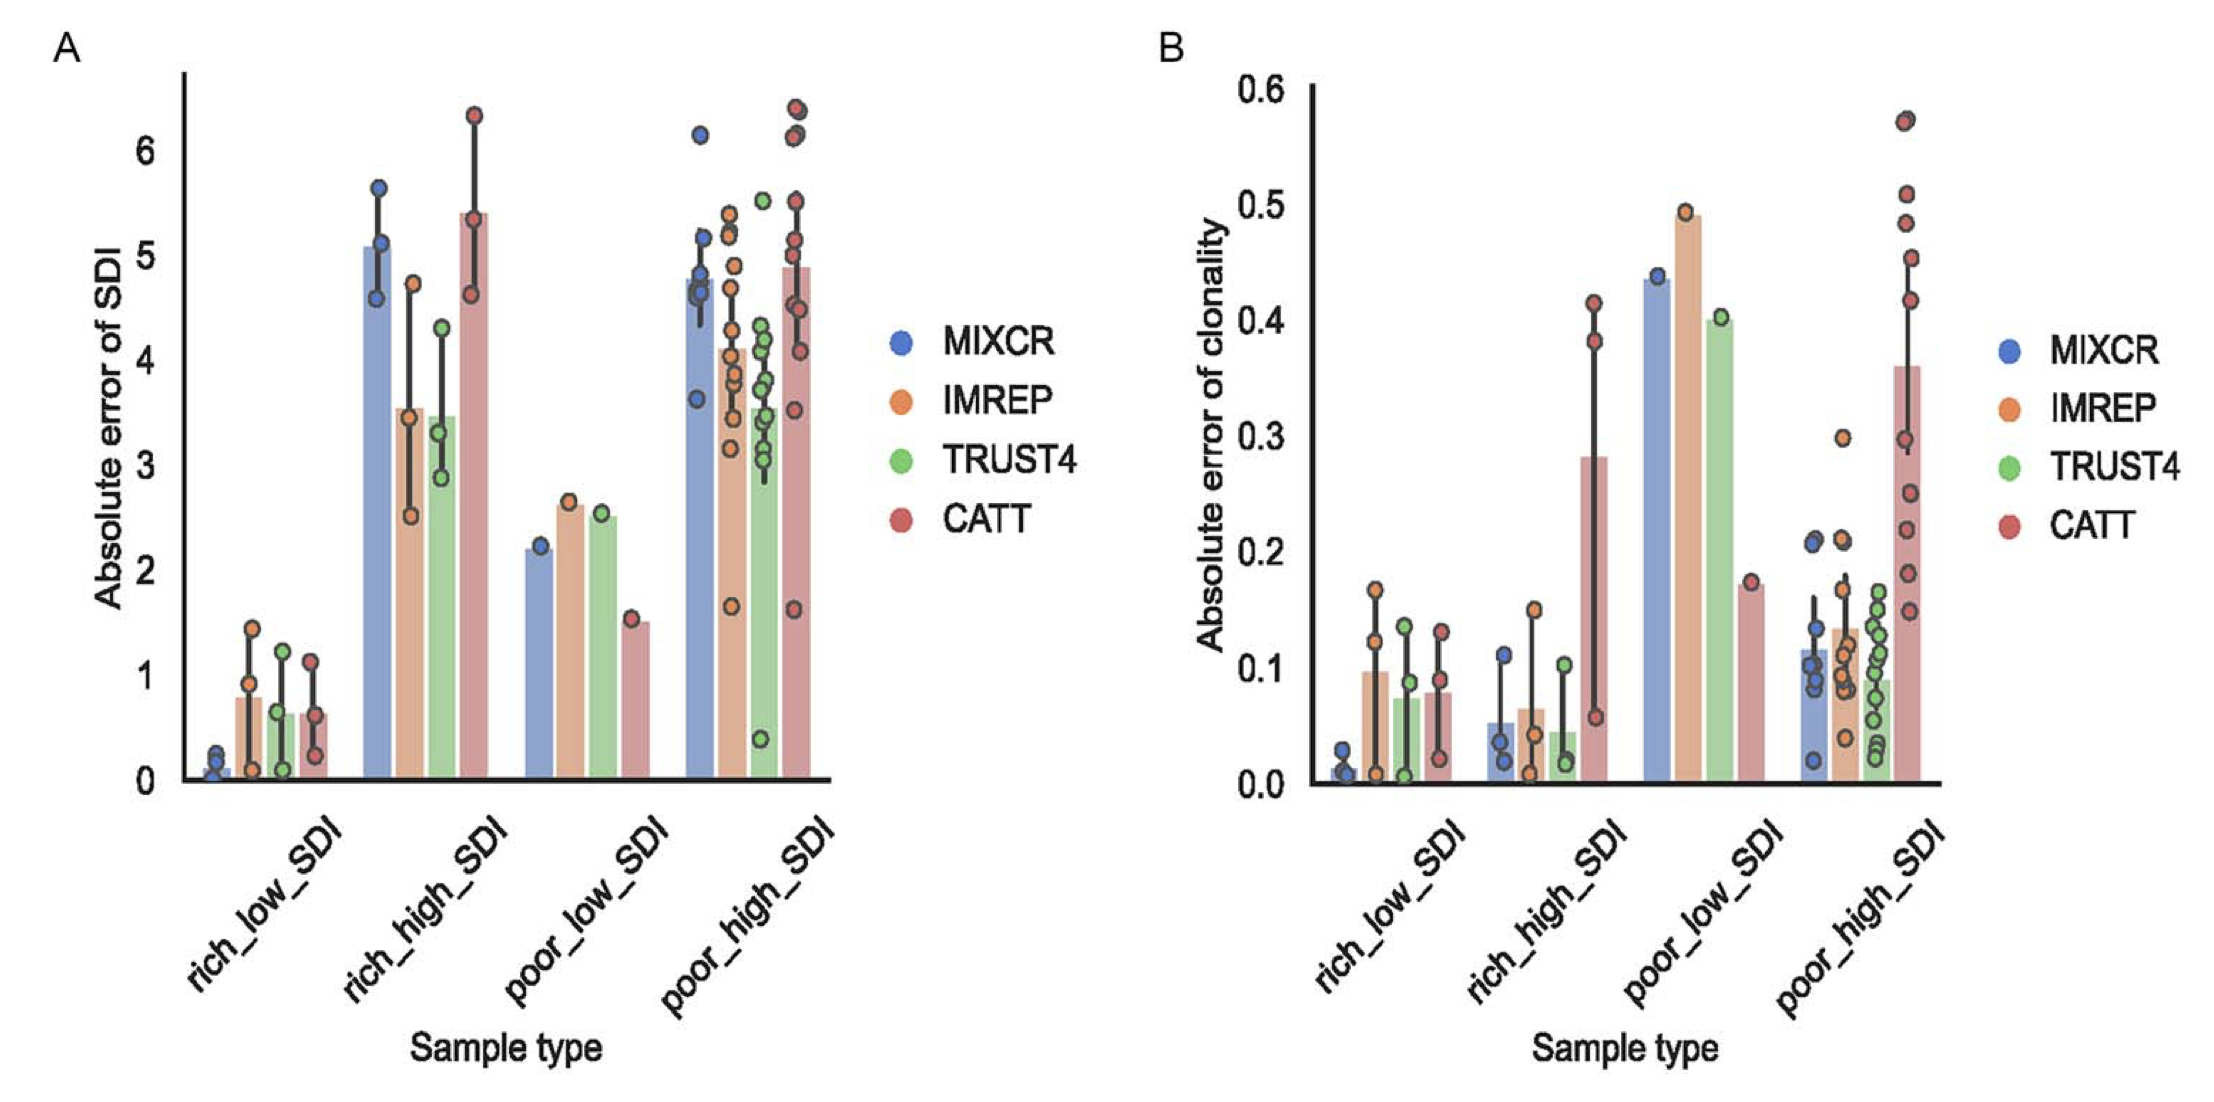 A
Absolute error of SDI
6
5
4
3
2
1
0
rich_low_SDI
rich_high_SDI
poor_low_SDI
poor_high_SDI
Sample type
MIXCR
IMREP
TRUST4
CATT
B
Absolute error of clonality
0.6
0.5
0.4
0.3
0.2
0.1
0.0
rich_low_SDI
rich_high_SDI
poor_low_SDI
poor_high_SDI
Sample type
MIXCR
IMREP
TRUST4
CATT